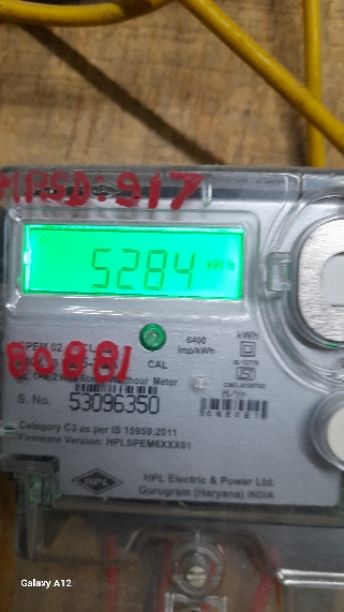 MRSD:917
5284 kWh
6400 imp/kWh
kWh
CAL
80881
S. No. 53096350
M/Yr
Category C3 as per IS 15959:2011
Firmware Version: HPLSPEM6XXX01
HPL
HPL Electric & Power Ltd.
Gurugram (Haryana) INDIA
Galaxy A12